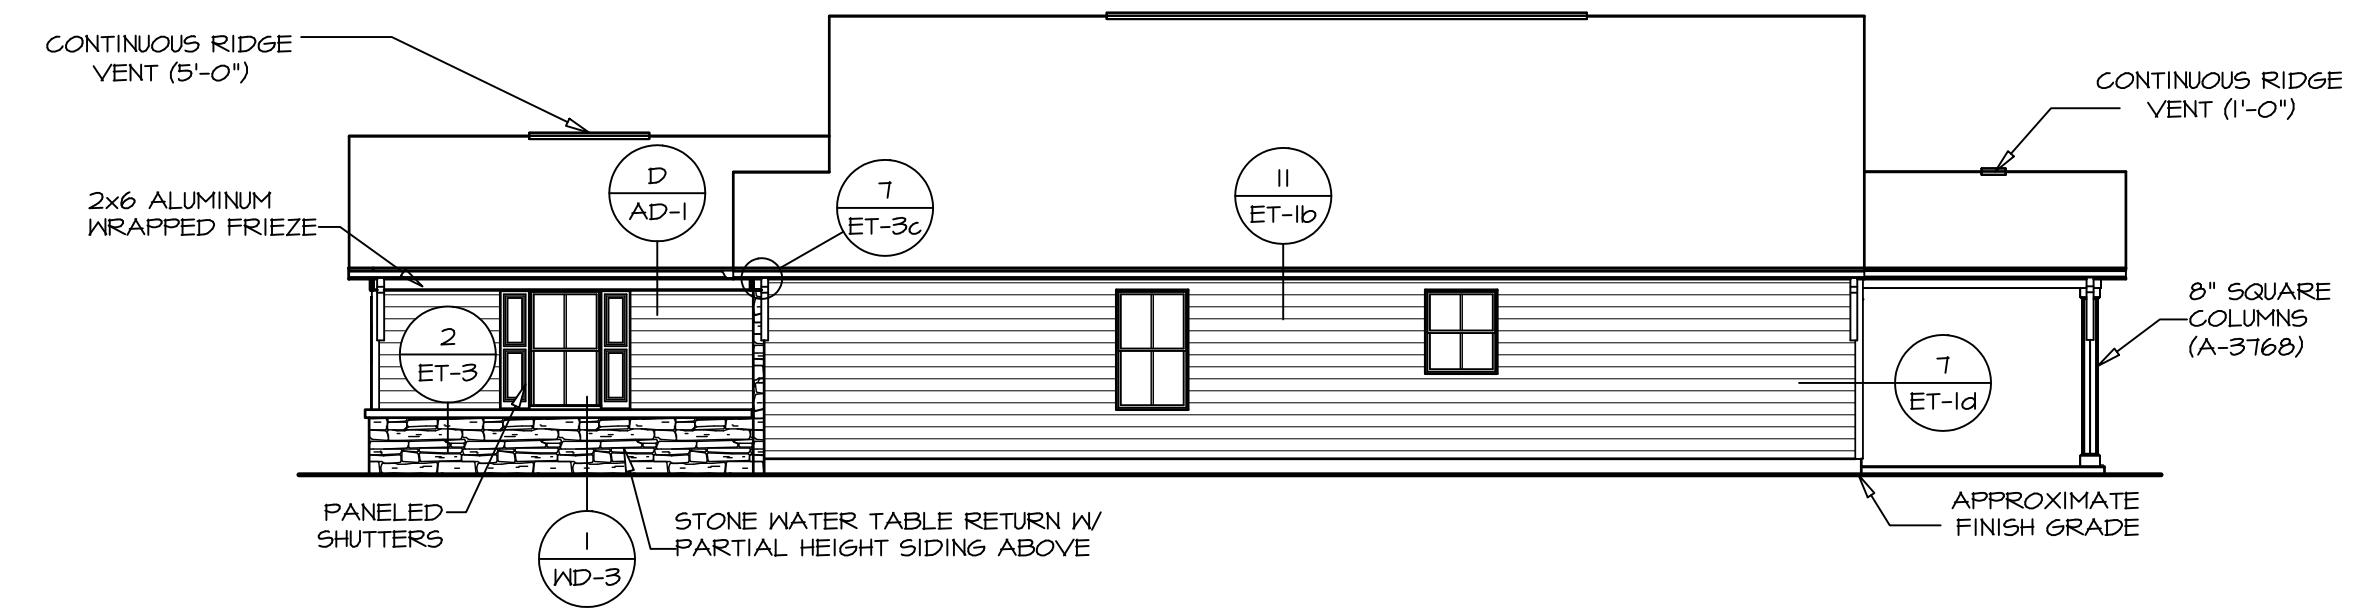 CONTINUOUS RIDGE
VENT (5'-0")
CONTINUOUS RIDGE
VENT (1'-0")
2x6 ALUMINUM
WRAPPED FRIEZE
D
AD-1
7
ET-3c
11
ET-1b
8" SQUARE
COLUMNS
(A-3768)
2
ET-3
7
ET-1d
PANELED
SHUTTERS
1
WD-3
STONE WATER TABLE RETURN W/
PARTIAL HEIGHT SIDING ABOVE
APPROXIMATE
FINISH GRADE